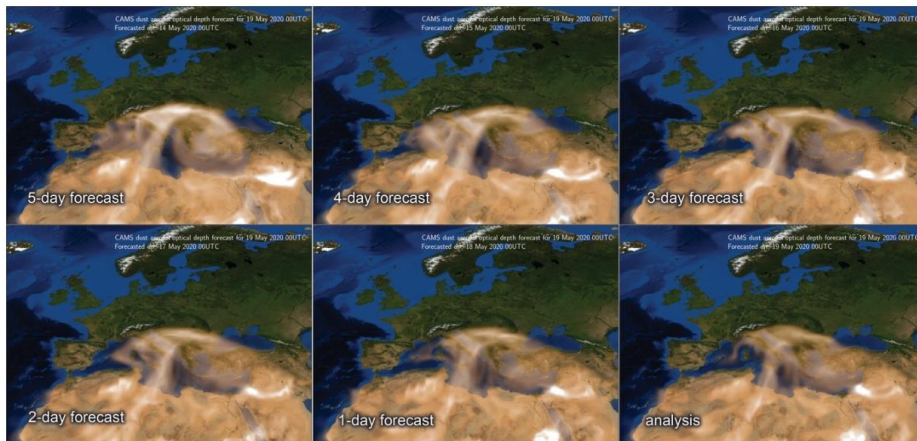 CAMS dust aerosol optical depth forecast for 19 May 2020 00UTC
Forecasted on 14 May 2020 00UTC
5-day forecast
CAMS dust aerosol optical depth forecast for 19 May 2020 00UTC
Forecasted on 15 May 2020 00UTC
4-day forecast
CAMS dust aerosol optical depth forecast for 19 May 2020 00UTC
Forecasted on 16 May 2020 00UTC
3-day forecast
CAMS dust aerosol optical depth forecast for 19 May 2020 00UTC
Forecasted on 17 May 2020 00UTC
2-day forecast
CAMS dust aerosol optical depth forecast for 19 May 2020 00UTC
Forecasted on 18 May 2020 00UTC
1-day forecast
CAMS dust aerosol optical depth forecast for 19 May 2020 00UTC
Forecasted on 19 May 2020 00UTC
analysis